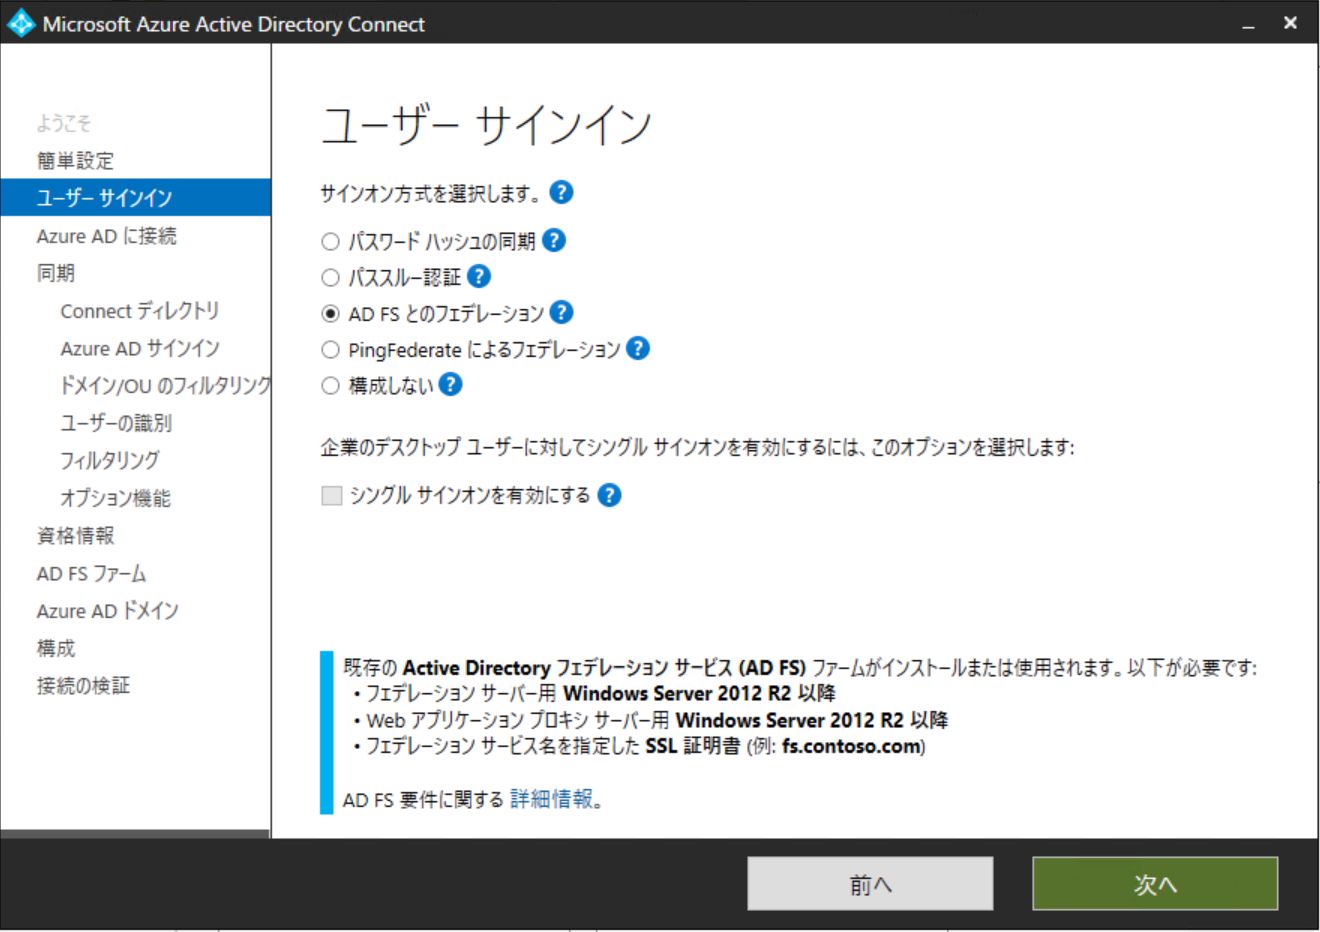 Microsoft Azure Active Directory Connect
ようこそ
簡単設定
ユーザー サインイン
Azure AD に接続
同期
Connect ディレクトリ
Azure AD サインイン
ドメイン/OU のフィルタリング
ユーザーの識別
フィルタリング
オプション機能
資格情報
AD FS ファーム
Azure AD ドメイン
構成
接続の検証
ユーザー サインイン
サインオン方式を選択します。 ?
パスワード ハッシュの同期 ?
パススルー認証 ?
AD FS とのフェデレーション ?
PingFederate によるフェデレーション ?
構成しない ?
企業のデスクトップ ユーザーに対してシングル サインオンを有効にするには、このオプションを選択します:
シングル サインオンを有効にする ?
既存の Active Directory フェデレーション サービス (AD FS) ファームがインストールまたは使用されます。以下が必要です:
・フェデレーション サーバー用 Windows Server 2012 R2 以降
・Web アプリケーション プロキシ サーバー用 Windows Server 2012 R2 以降
・フェデレーション サービス名を指定した SSL 証明書 (例: fs.contoso.com)
AD FS 要件に関する 詳細情報。
前へ
次へ